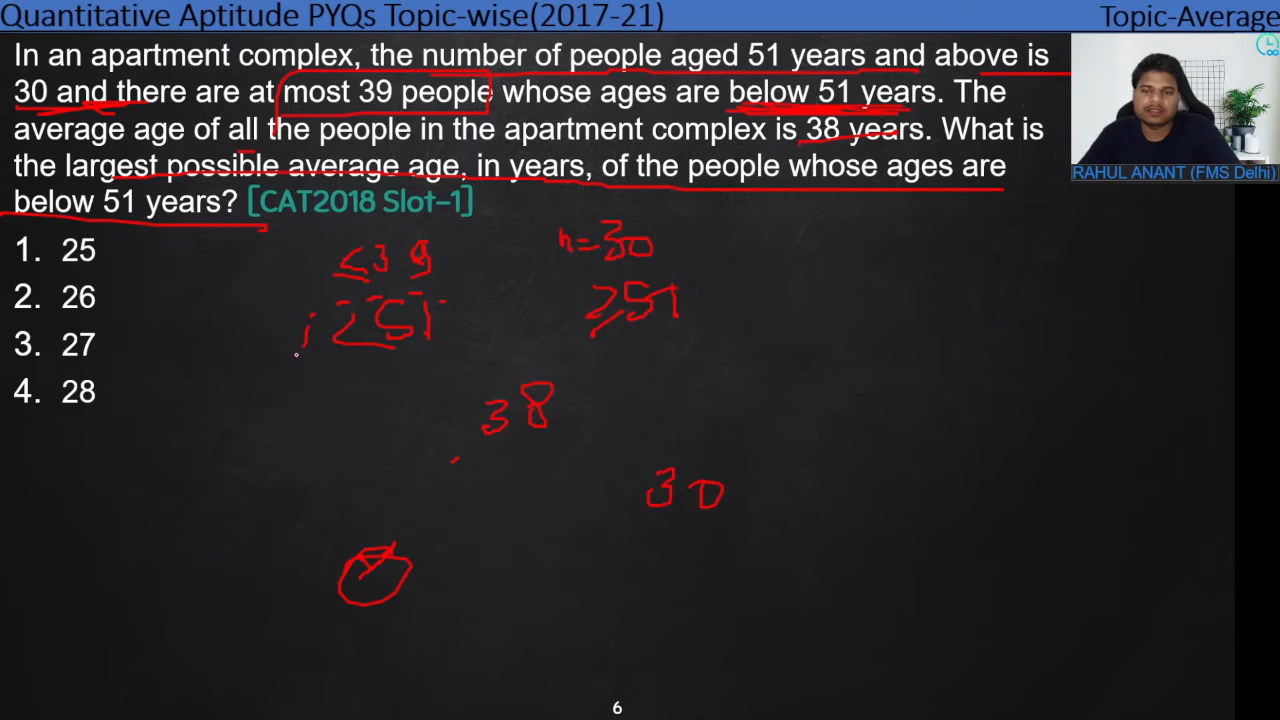 Quantitative Aptitude PYQs Topic-wise(2017-21)
Topic-Average
In an apartment complex, the number of people aged 51 years and above is
30 and there are at most 39 people whose ages are below 51 years. The
average age of all the people in the apartment complex is 38 years. What is
the largest possible average age, in years, of the people whose ages are
below 51 years? [CAT2018 Slot–1]
RAHUL ANANT (FMS Delhi)
1. 25
2. 26
3. 27
4. 28
≤39
n=30
≥51
38
30
6